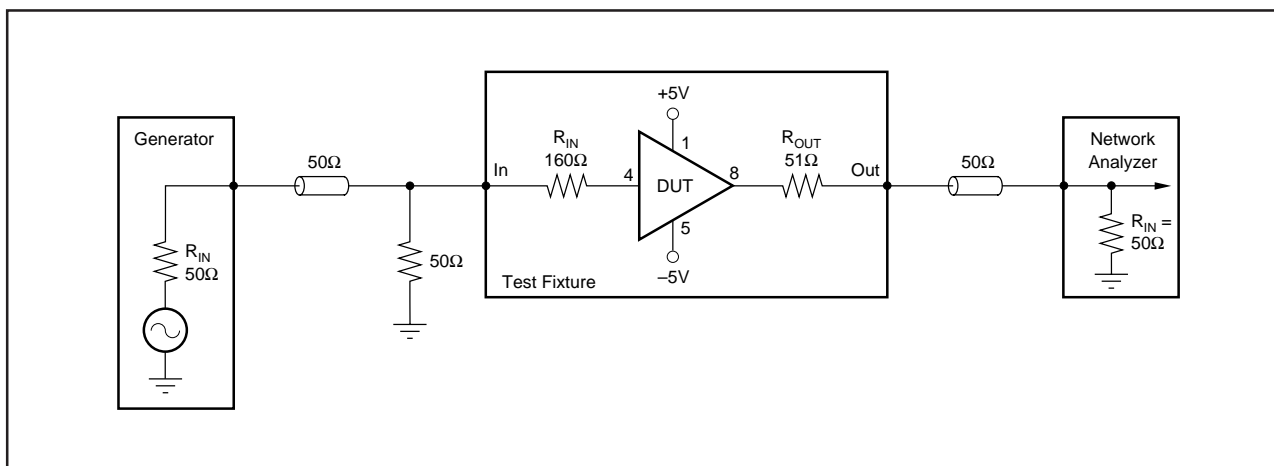 Generator
R_IN
50Ω
50Ω
50Ω
In
R_IN
160Ω
4
DUT
+5V
1
5
–5V
8
R_OUT
51Ω
Out
Test Fixture
50Ω
Network
Analyzer
R_IN =
50Ω